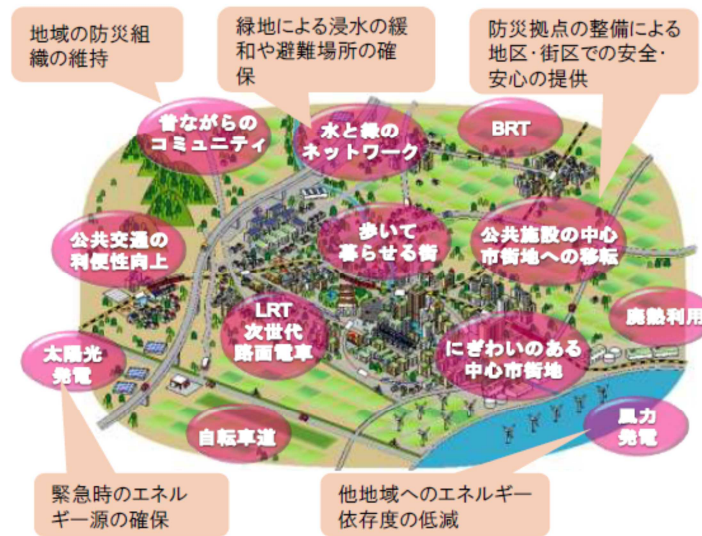 地域の防災組
織の維持
緑地による浸水の緩
和や避難場所の確
保
防災拠点の整備による
地区・街区での安全・
安心の提供
昔ながらの
コミュニティ
水と緑の
ネットワーク
BRT
公共交通の
利便性向上
歩いて
暮らせる街
公共施設の中心
市街地への移転
LRT
次世代
路面電車
廃熱利用
太陽光
発電
にぎわいのある
中心市街地
自転車道
風力
発電
緊急時のエネル
ギー源の確保
他地域へのエネルギー
依存度の低減